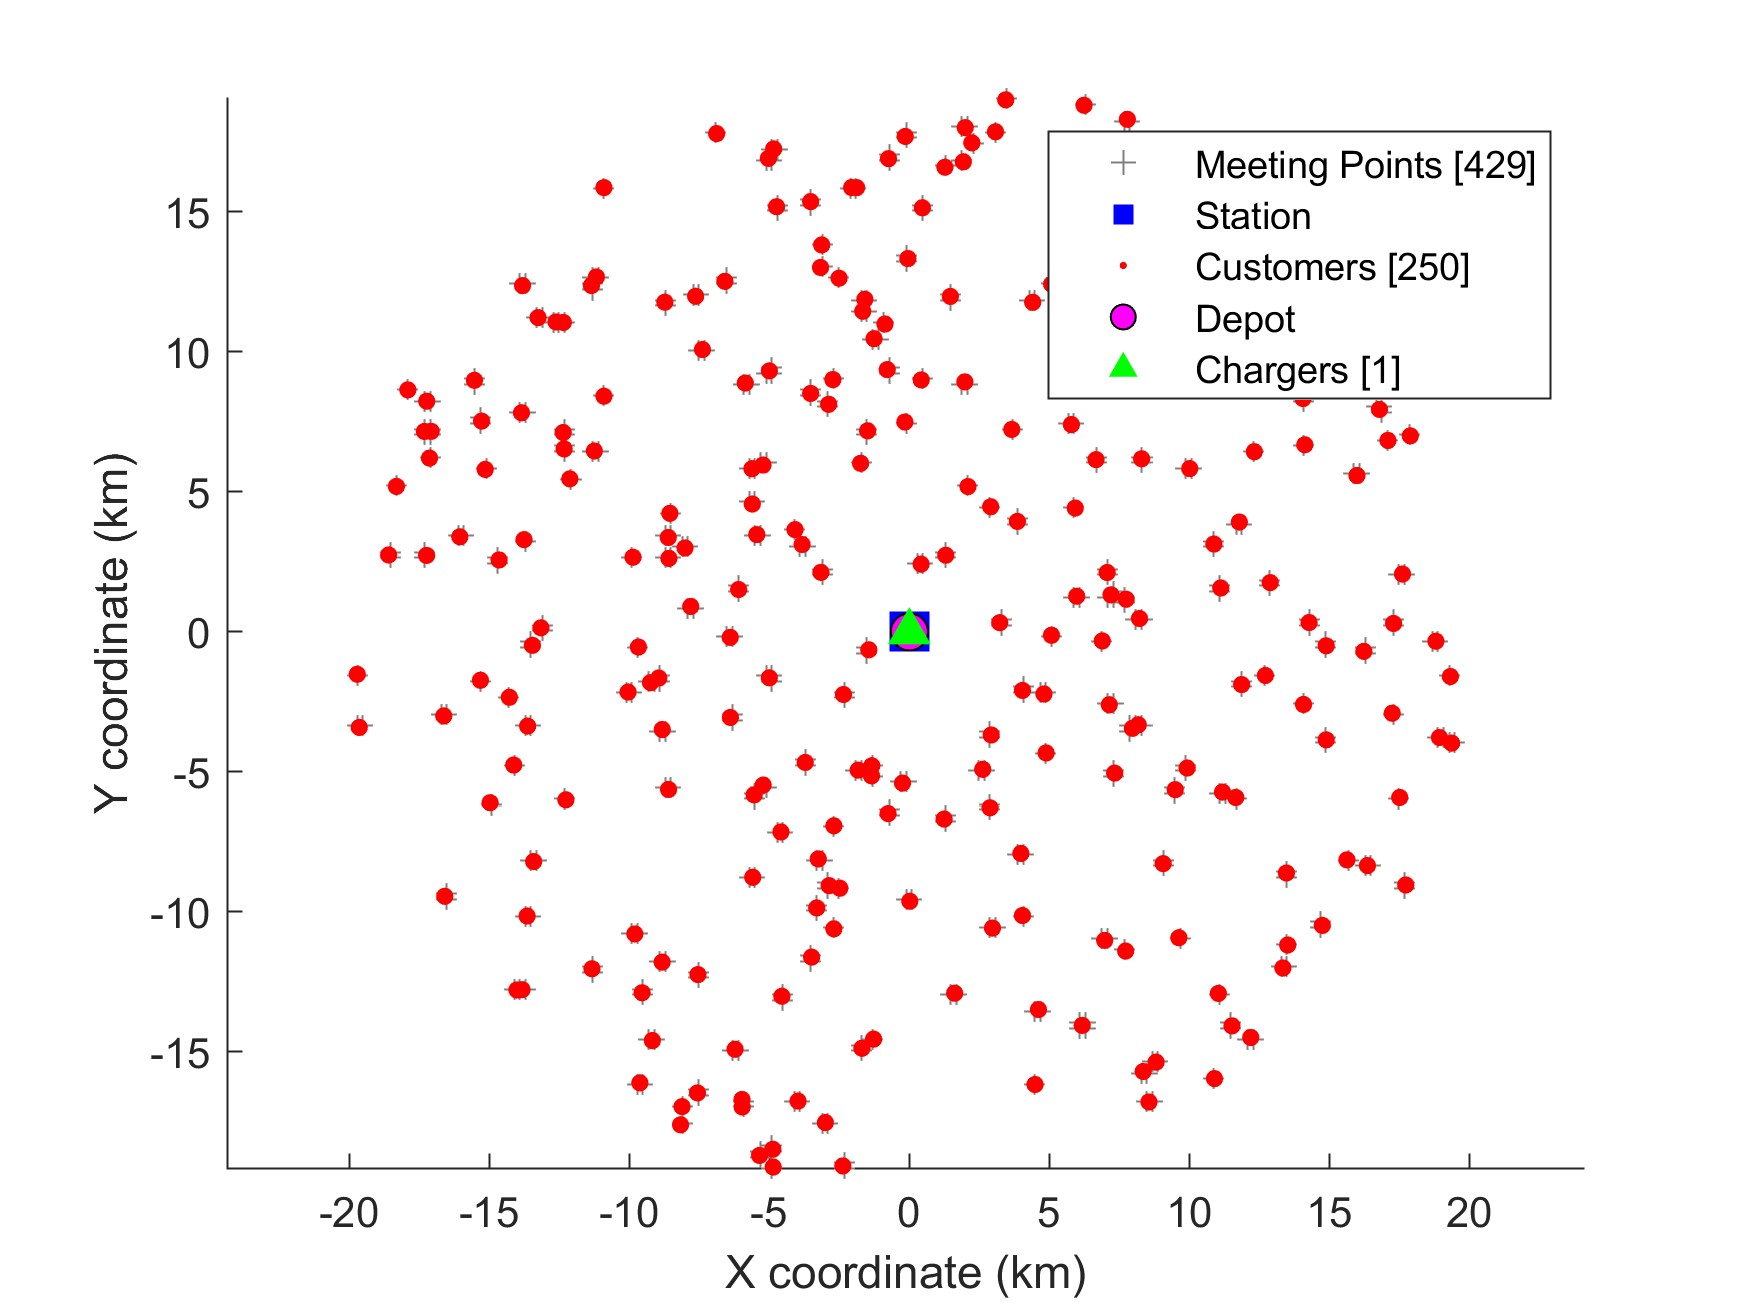 Meeting Points [429]
Station
Customers [250]
Depot
Chargers [1]
15
10
5
0
-5
-10
-15
Y coordinate (km)
-20 -15 -10 -5 0 5 10 15 20
X coordinate (km)